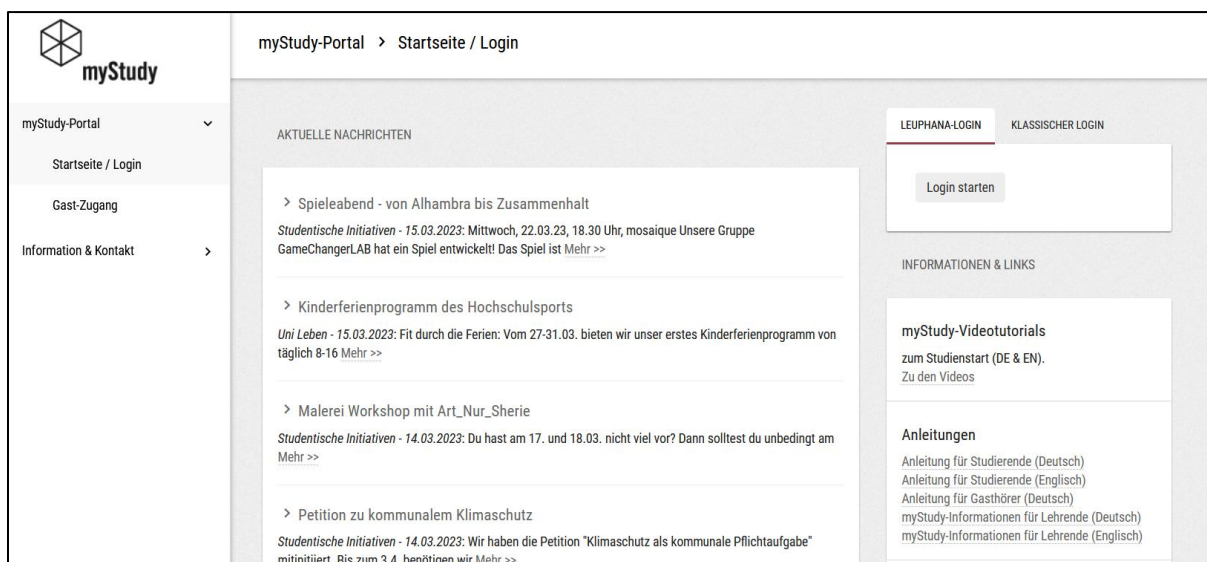 myStudy
myStudy-Portal
Startseite / Login
Gast-Zugang
Information & Kontakt
myStudy-Portal > Startseite / Login
AKTUELLE NACHRICHTEN
> Spieleabend - von Alhambra bis Zusammenhalt
Studentische Initiativen - 15.03.2023: Mittwoch, 22.03.23, 18.30 Uhr, mosaique Unsere Gruppe
GameChangerLAB hat ein Spiel entwickelt! Das Spiel ist Mehr >>
> Kinderferienprogramm des Hochschulsports
Uni Leben - 15.03.2023: Fit durch die Ferien: Vom 27-31.03. bieten wir unser erstes Kinderferienprogramm von
täglich 8-16 Mehr >>
> Malerei Workshop mit Art_Nur_Sherie
Studentische Initiativen - 14.03.2023: Du hast am 17. und 18.03. nicht viel vor? Dann solltest du unbedingt am
Mehr >>
> Petition zu kommunalem Klimaschutz
Studentische Initiativen - 14.03.2023: Wir haben die Petition "Klimaschutz als kommunale Pflichtaufgabe"
mitinitiiert. Bis zum 3.4. benötigen wir Mehr >>
LEUPHANA-LOGIN KLASSISCHER LOGIN
Login starten
INFORMATIONEN & LINKS
myStudy-Videotutorials
zum Studienstart (DE & EN).
Zu den Videos
Anleitungen
Anleitung für Studierende (Deutsch)
Anleitung für Studierende (Englisch)
Anleitung für Gasthörer (Deutsch)
myStudy-Informationen für Lehrende (Deutsch)
myStudy-Informationen für Lehrende (Englisch)